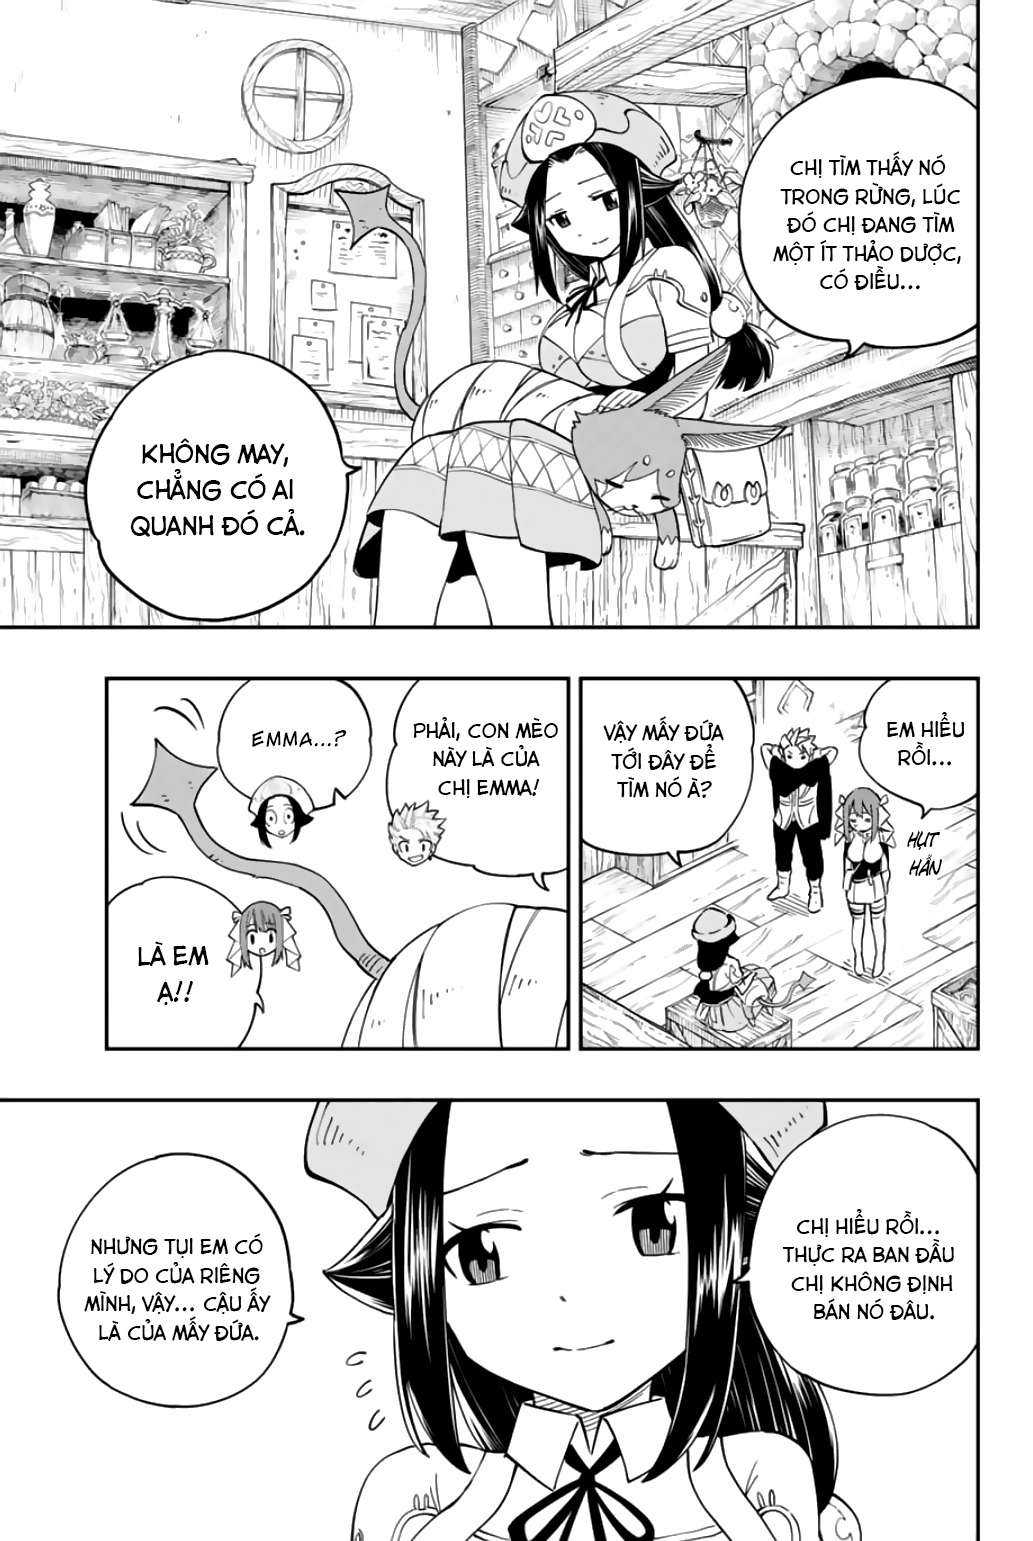 CHỊ TÌM THẤY NÓ
TRONG RỪNG, LÚC
ĐÓ CHỊ ĐANG TÌM
MỘT ÍT THẢO DƯỢC,
CÓ ĐIỀU...
KHÔNG MAY,
CHẲNG CÓ AI
QUANH ĐÓ CẢ.
EM HIỂU
RỒI...
HỤT
HẪN
VẬY MẤY ĐỨA
TỚI ĐÂY ĐỂ
TÌM NÓ À?
PHẢI, CON MÈO
NÀY LÀ CỦA
CHỊ EMMA!
EMMA...?
LÀ EM
Ạ!!
CHỊ HIỂU RỒI...
THỰC RA BAN ĐẦU
CHỊ KHÔNG ĐỊNH
BÁN NÓ ĐÂU.
NHƯNG TỤI EM CÓ
LÝ DO CỦA RIÊNG
MÌNH, VẬY... CẬU ẤY
LÀ CỦA MẤY ĐỨA.